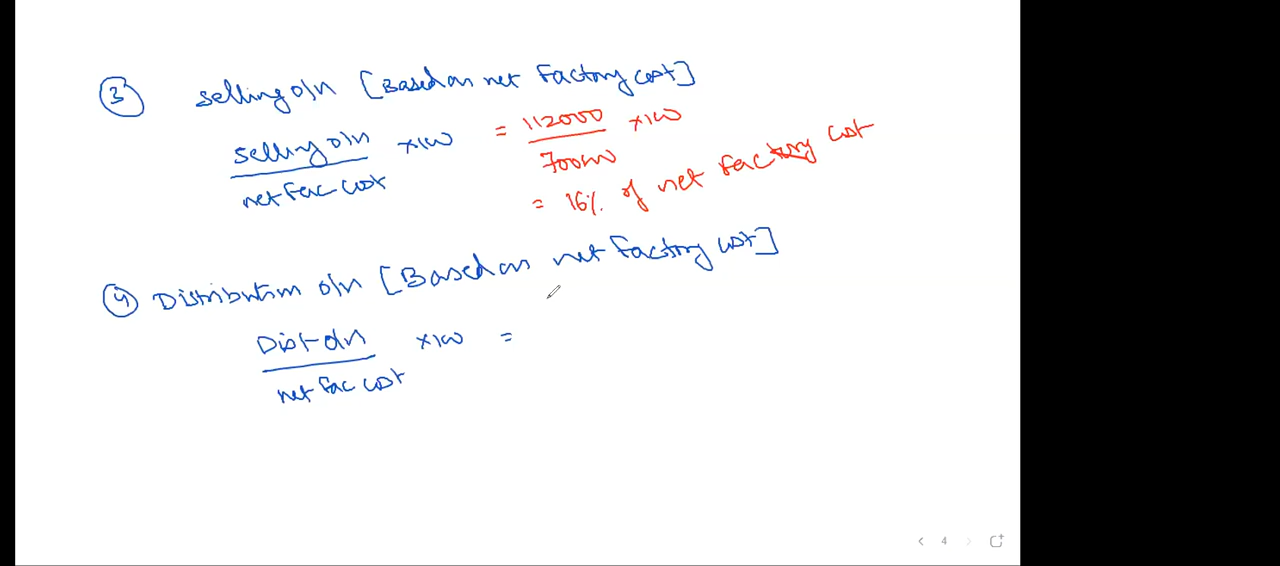 ③ selling o/h [Based on net Factory cost]
selling o/h / net Fac cost ×100 = 112000 / 700000 ×100
= 16% of net Factory cost
④ Distribution o/h [Based on net factory cost]
Dist o/h / net fac cost ×100 =
< 4 >